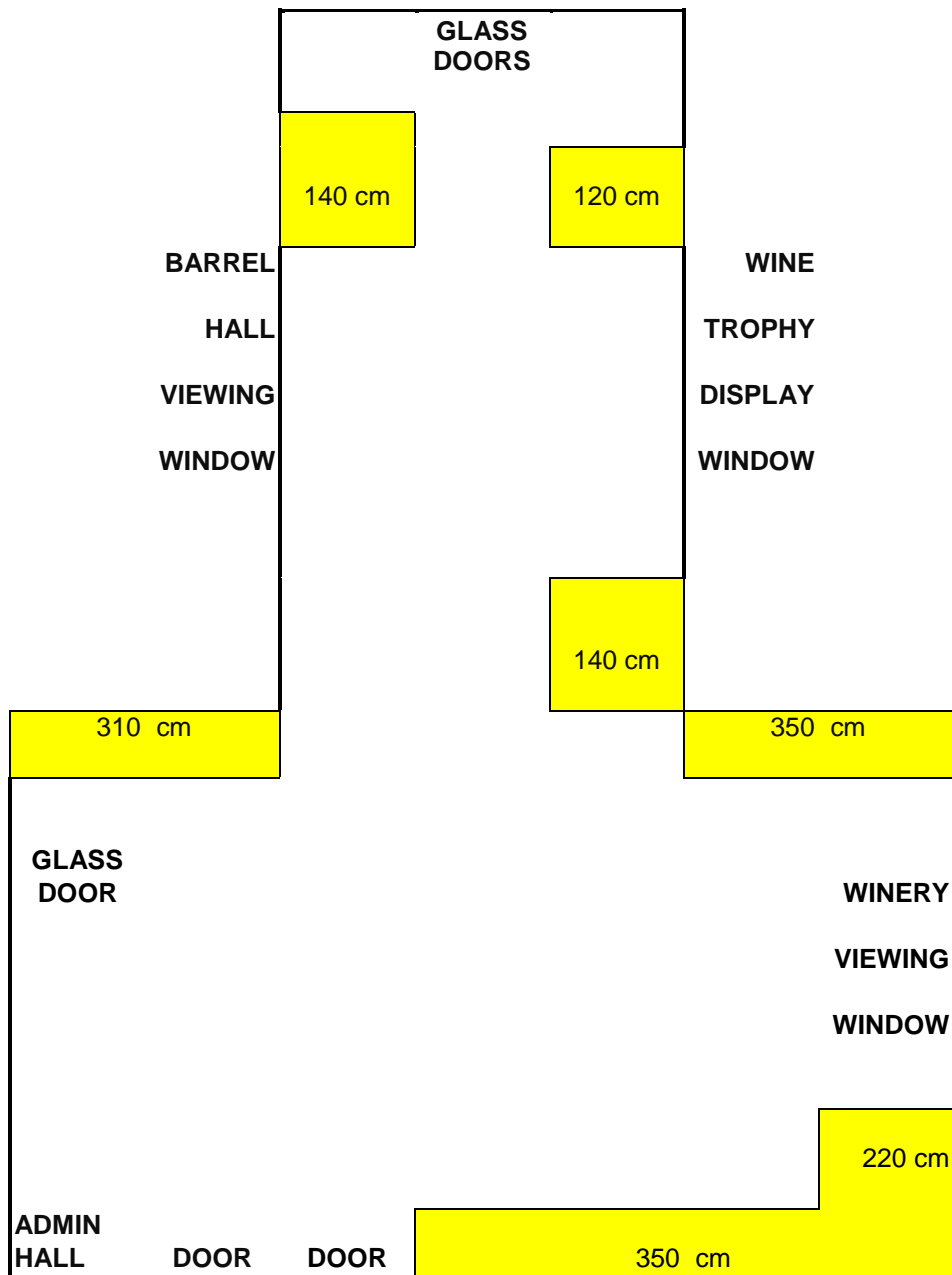 GLASS
DOORS
140 cm
120 cm
BARREL
WINE
HALL
TROPHY
VIEWING
DISPLAY
WINDOW
WINDOW
140 cm
310 cm
350 cm
GLASS
DOOR
WINERY
VIEWING
WINDOW
220 cm
ADMIN
HALL
DOOR
DOOR
350 cm